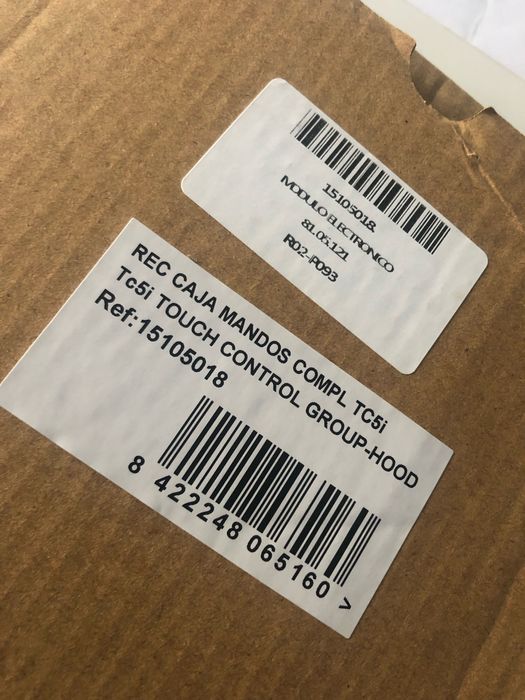 15105018.
MODULO ELECTRONICO
81.05.121
R02-P093
REC CAJA MANDOS COMPL TC5i
Tc5i TOUCH CONTROL GROUP-HOOD
Ref:15105018
8 422248 065160 >